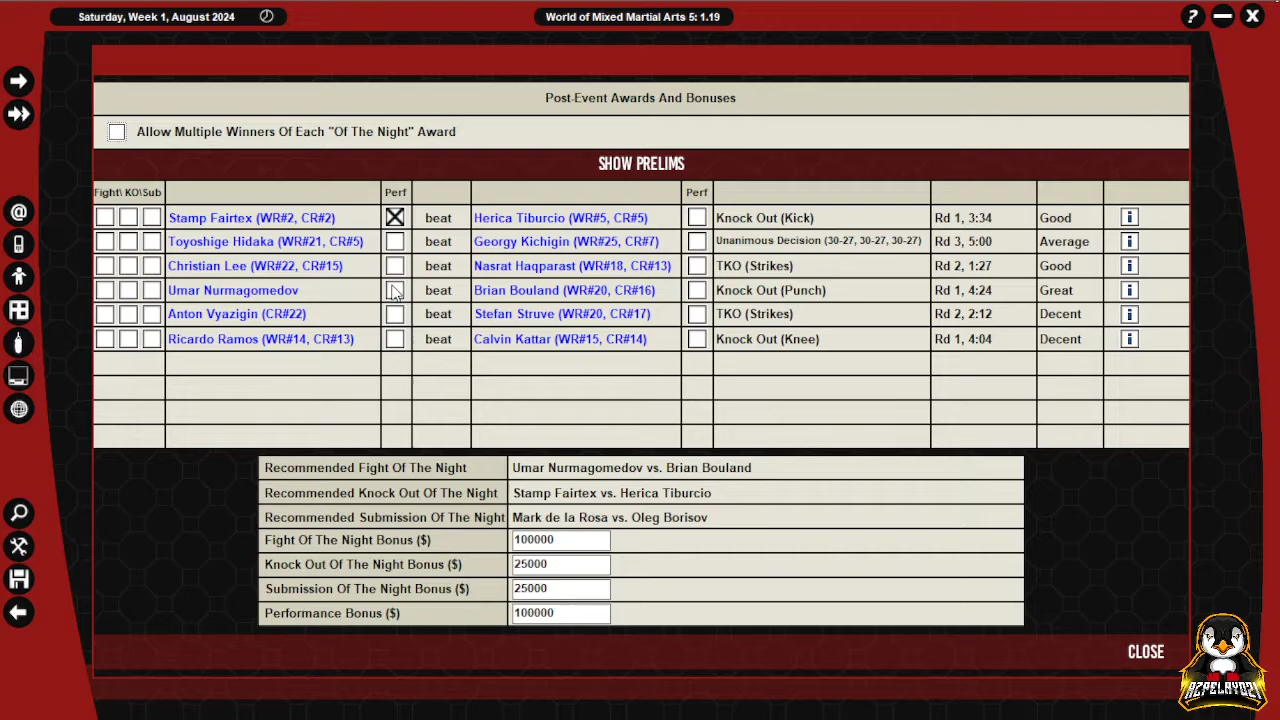 Saturday, Week 1, August 2024
World of Mixed Martial Arts 5: 1.19
?
X
Post-Event Awards And Bonuses
Allow Multiple Winners Of Each "Of The Night" Award
SHOW PRELIMS
Fight\ KO\Sub Perf Perf
Stamp Fairtex (WR#2, CR#2) beat Herica Tiburcio (WR#5, CR#5) Knock Out (Kick) Rd 1, 3:34 Good i
Toyoshige Hidaka (WR#21, CR#5) beat Georgy Kichigin (WR#25, CR#7) Unanimous Decision (30-27, 30-27, 30-27) Rd 3, 5:00 Average i
Christian Lee (WR#22, CR#15) beat Nasrat Haqparast (WR#18, CR#13) TKO (Strikes) Rd 2, 1:27 Good i
Umar Nurmagomedov beat Brian Bouland (WR#20, CR#16) Knock Out (Punch) Rd 1, 4:24 Great i
Anton Vyazigin (CR#22) beat Stefan Struve (WR#20, CR#17) TKO (Strikes) Rd 2, 2:12 Decent i
Ricardo Ramos (WR#14, CR#13) beat Calvin Kattar (WR#15, CR#14) Knock Out (Knee) Rd 1, 4:04 Decent i
Recommended Fight Of The Night Umar Nurmagomedov vs. Brian Bouland
Recommended Knock Out Of The Night Stamp Fairtex vs. Herica Tiburcio
Recommended Submission Of The Night Mark de la Rosa vs. Oleg Borisov
Fight Of The Night Bonus ($) 100000
Knock Out Of The Night Bonus ($) 25000
Submission Of The Night Bonus ($) 25000
Performance Bonus ($) 100000
CLOSE
AZPELAYO21